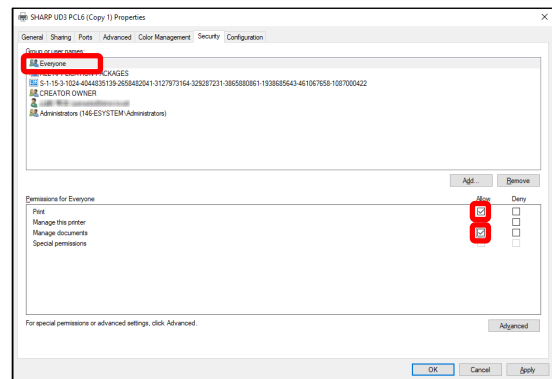 SHARP UD3 PCL6 (Copy 1) Properties
General Sharing Ports Advanced Color Management Security Configuration
Group or user names:
Everyone
PACKAGES
S-1-15-3-1024-4044835139-2658482041-3127973164-329287231-3865880861-1938685643-461067658-1087000422
CREATOR OWNER
Administrators (146-ESYSTEM\Administrators)
Add... Remove
Permissions for Everyone Allow Deny
Print
Manage this printer
Manage documents
Special permissions
For special permissions or advanced settings, click Advanced.
Advanced
OK Cancel Apply